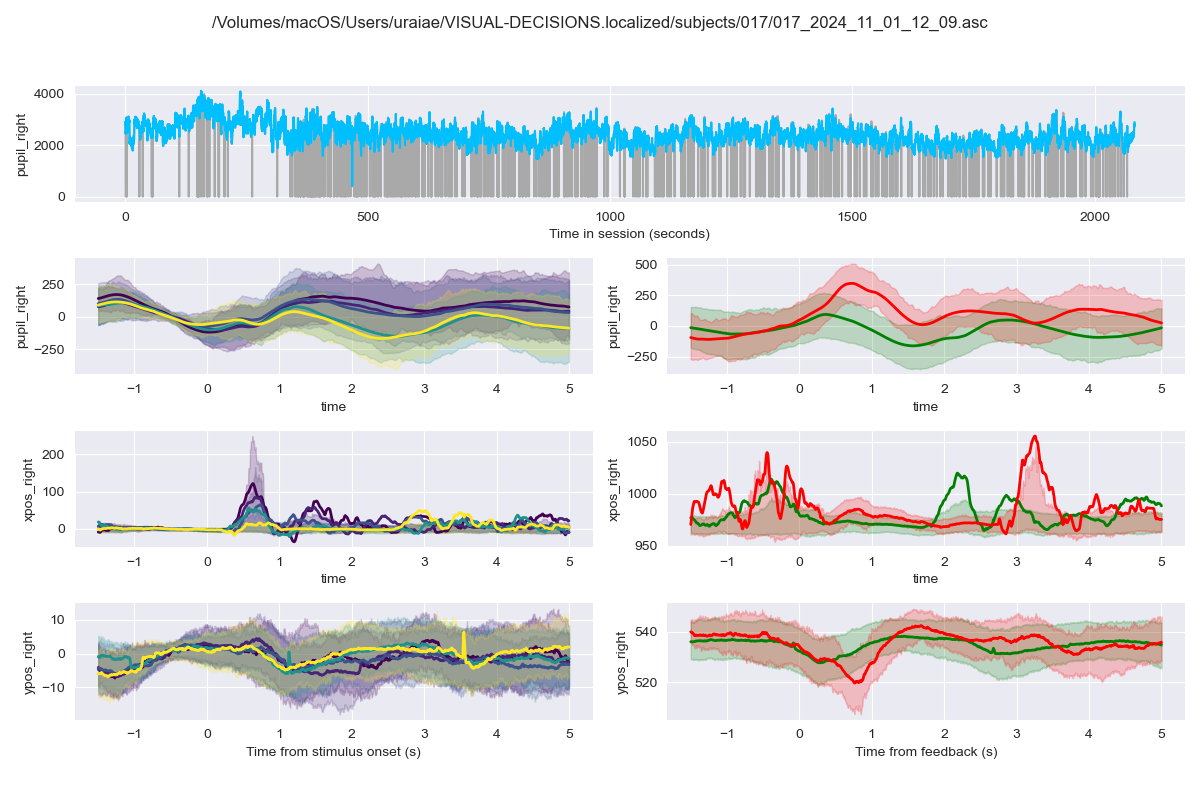 /Volumes/macOS/Users/uraiae/VISUAL-DECISIONS.localized/subjects/017/017_2024_11_01_12_09.asc
pupil_right
4000
2000
0
0 500 1000 1500 2000
Time in session (seconds)
pupil_right
250
0
−250
−1 0 1 2 3 4 5
time
pupil_right
500
250
0
−250
−1 0 1 2 3 4 5
time
xpos_right
200
100
0
−1 0 1 2 3 4 5
time
xpos_right
1050
1000
950
−1 0 1 2 3 4 5
time
ypos_right
10
0
−10
−1 0 1 2 3 4 5
Time from stimulus onset (s)
ypos_right
540
520
−1 0 1 2 3 4 5
Time from feedback (s)